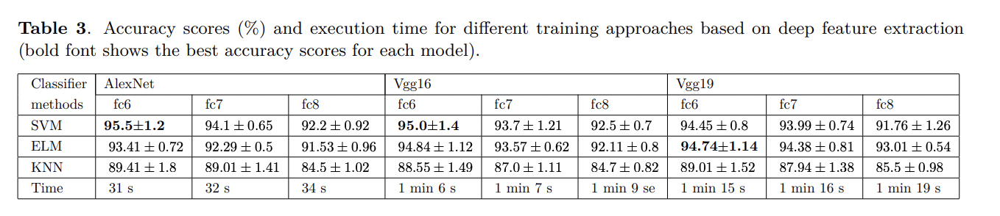 Table 3. Accuracy scores (%) and execution time for different training approaches based on deep feature extraction
(bold font shows the best accuracy scores for each model).
Classifier AlexNet Vgg16 Vgg19
methods fc6 fc7 fc8 fc6 fc7 fc8 fc6 fc7 fc8
SVM 95.5±1.2 94.1 ± 0.65 92.2 ± 0.92 95.0±1.4 93.7 ± 1.21 92.5 ± 0.7 94.45 ± 0.8 93.99 ± 0.74 91.76 ± 1.26
ELM 93.41 ± 0.72 92.29 ± 0.5 91.53 ± 0.96 94.84 ± 1.12 93.57 ± 0.62 92.11 ± 0.8 94.74±1.14 94.38 ± 0.81 93.01 ± 0.54
KNN 89.41 ± 1.8 89.01 ± 1.41 84.5 ± 1.02 88.55 ± 1.49 87.0 ± 1.11 84.7 ± 0.82 89.01 ± 1.52 87.94 ± 1.38 85.5 ± 0.98
Time 31 s 32 s 34 s 1 min 6 s 1 min 7 s 1 min 9 se 1 min 15 s 1 min 16 s 1 min 19 s